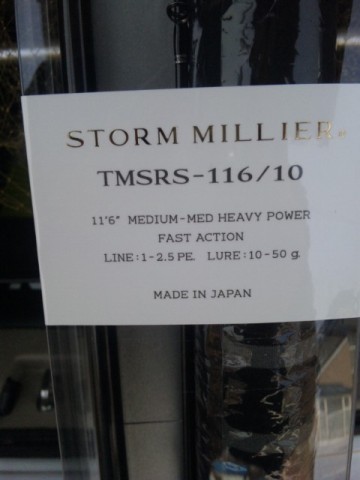 STORM MILLIER
TMSRS-116/10
11'6" MEDIUM-MED HEAVY POWER
FAST ACTION
LINE:1-2.5 PE. LURE:10-50 g.
MADE IN JAPAN